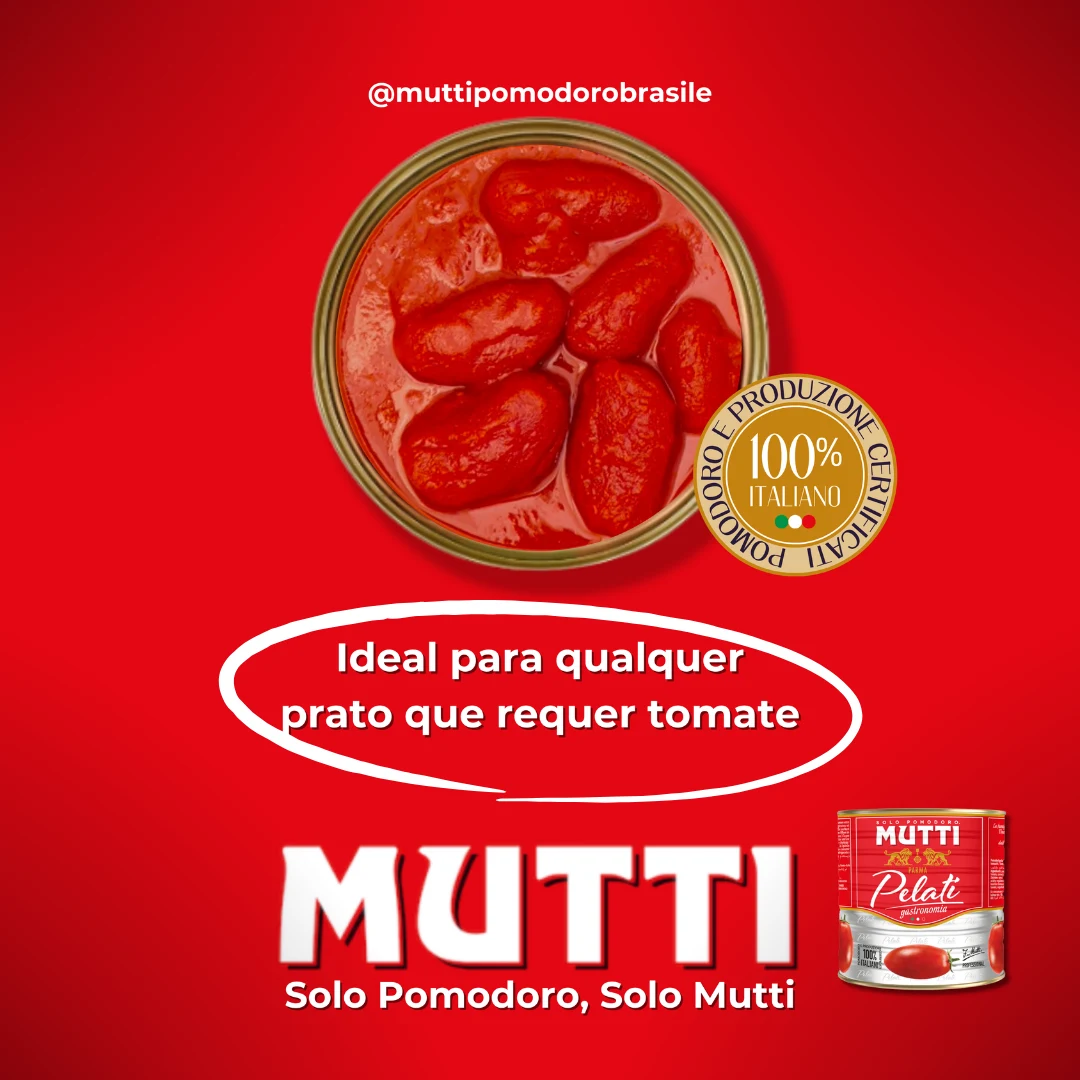 @muttipomodorobrasile
POMODORO E PRODUZIONE CERTIFICATI
100%
ITALIANO
Ideal para qualquer
prato que requer tomate
MUTTI
Solo Pomodoro, Solo Mutti
SOLO POMODORO
MUTTI
PARMA
Pelati
gastronomia
100%
ITALIANO